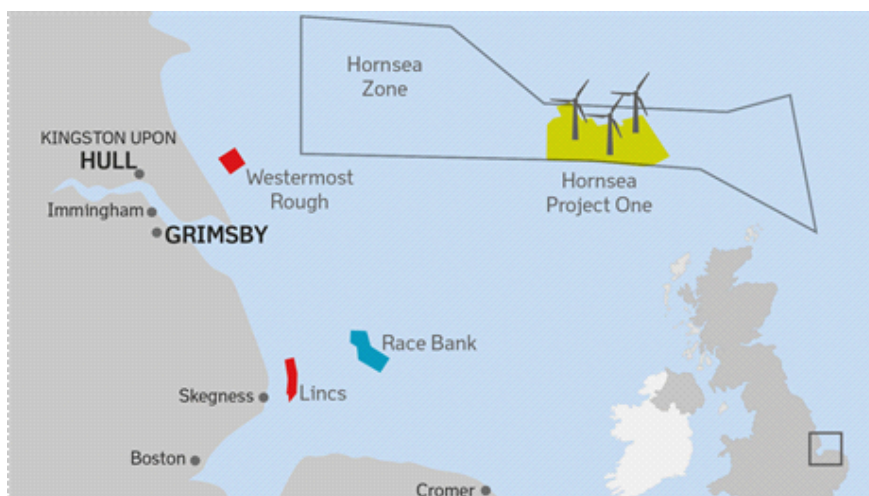 Hornsea
Zone
KINGSTON UPON
HULL
Westermost
Rough
Hornsea
Project One
Immingham
GRIMSBY
Race Bank
Skegness
Lincs
Boston
Cromer